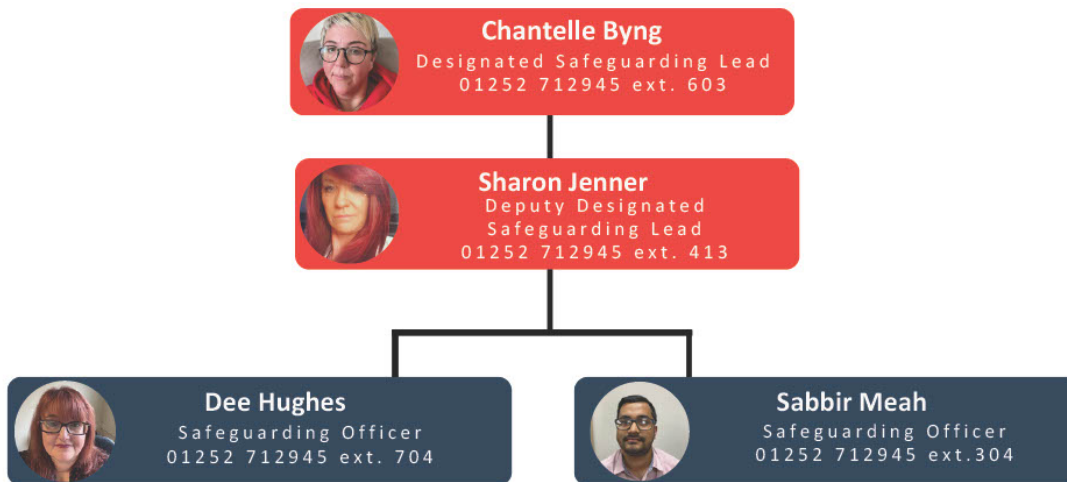 Chantelle Byng
Designated Safeguarding Lead
01252 712945 ext. 603
Sharon Jenner
Deputy Designated
Safeguarding Lead
01252 712945 ext. 413
Dee Hughes
Safeguarding Officer
01252 712945 ext. 704
Sabbir Meah
Safeguarding Officer
01252 712945 ext.304